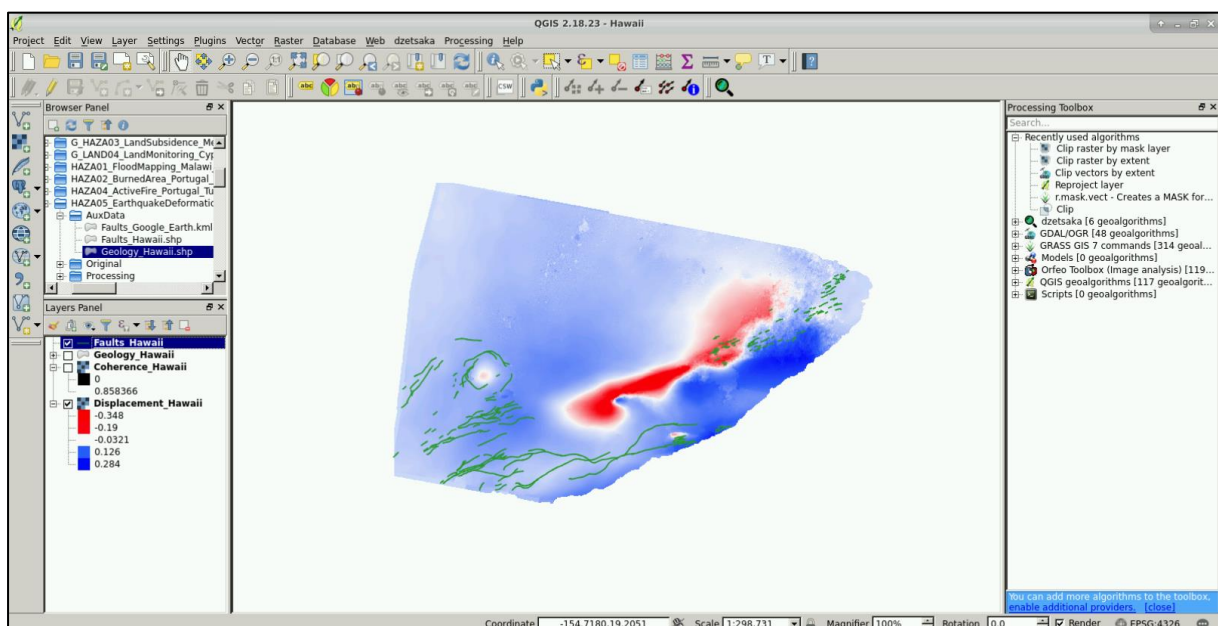 QGIS 2.18.23 - Hawaii
Project Edit View Layer Settings Plugins Vector Raster Database Web dzetsaka Processing Help
Browser Panel
G_HAZA03_LandSubsidence_Me
G_LAND04_LandMonitoring_Cyp
HAZA01_FloodMapping_Malawi_
HAZA02_BurnedArea_Portugal_
HAZA04_ActiveFire_Portugal_Tu
HAZA05_EarthquakeDeformatic
AuxData
Faults_Google_Earth.kml
Faults_Hawaii.shp
Geology_Hawaii.shp
Original
Processing
Layers Panel
Faults_Hawaii
Geology_Hawaii
Coherence_Hawaii
0
0.858366
Displacement_Hawaii
-0.348
-0.19
-0.0321
0.126
0.284
Processing Toolbox
Search...
Recently used algorithms
Clip raster by mask layer
Clip raster by extent
Clip vectors by extent
Reproject layer
r.mask.vect - Creates a MASK for...
Clip
dzetsaka [6 geoalgorithms]
GDAL/OGR [48 geoalgorithms]
GRASS GIS 7 commands [314 geoal...
Models [0 geoalgorithms]
Orfeo Toolbox (Image analysis) [119...
QGIS geoalgorithms [117 geoalgorit...
Scripts [0 geoalgorithms]
You can add more algorithms to the toolbox,
enable additional providers. [close]
Coordinate -154.7180,19.2051 Scale 1:298,731 Magnifier 100% Rotation 0.0 Render EPSG:4326